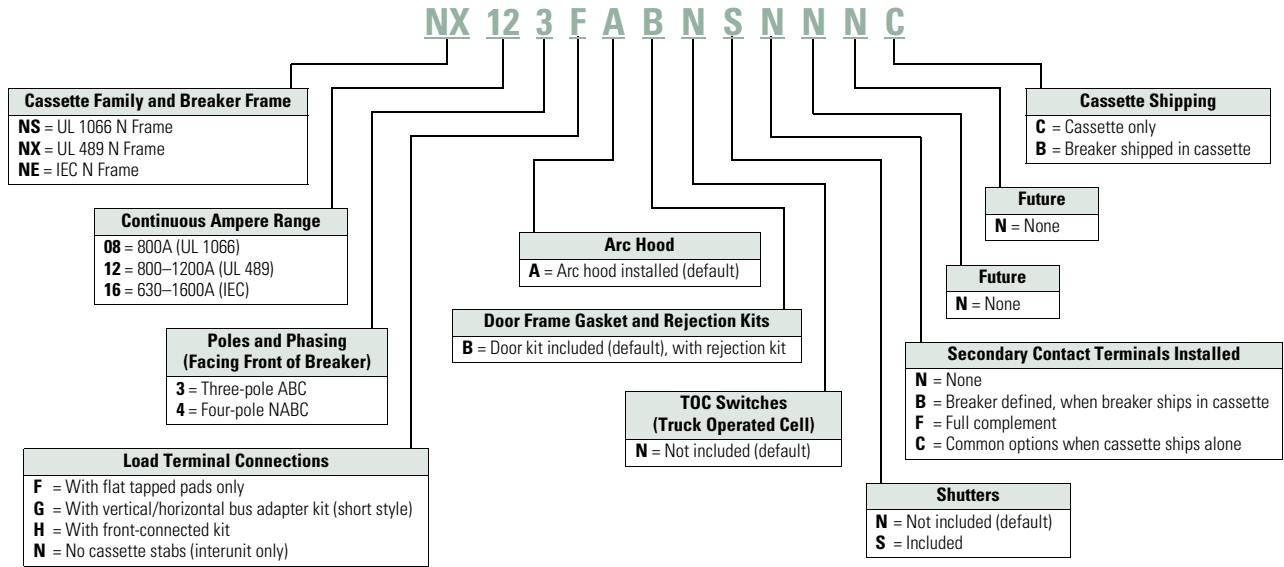 NX 12 3 F A B N S N N N C
Cassette Family and Breaker Frame
NS = UL 1066 N Frame
NX = UL 489 N Frame
NE = IEC N Frame
Continuous Ampere Range
08 = 800A (UL 1066)
12 = 800–1200A (UL 489)
16 = 630–1600A (IEC)
Poles and Phasing
(Facing Front of Breaker)
3 = Three-pole ABC
4 = Four-pole NABC
Load Terminal Connections
F = With flat tapped pads only
G = With vertical/horizontal bus adapter kit (short style)
H = With front-connected kit
N = No cassette stabs (interunit only)
Arc Hood
A = Arc hood installed (default)
Door Frame Gasket and Rejection Kits
B = Door kit included (default), with rejection kit
TOC Switches
(Truck Operated Cell)
N = Not included (default)
Shutters
N = Not included (default)
S = Included
Secondary Contact Terminals Installed
N = None
B = Breaker defined, when breaker ships in cassette
F = Full complement
C = Common options when cassette ships alone
Future
N = None
Future
N = None
Cassette Shipping
C = Cassette only
B = Breaker shipped in cassette